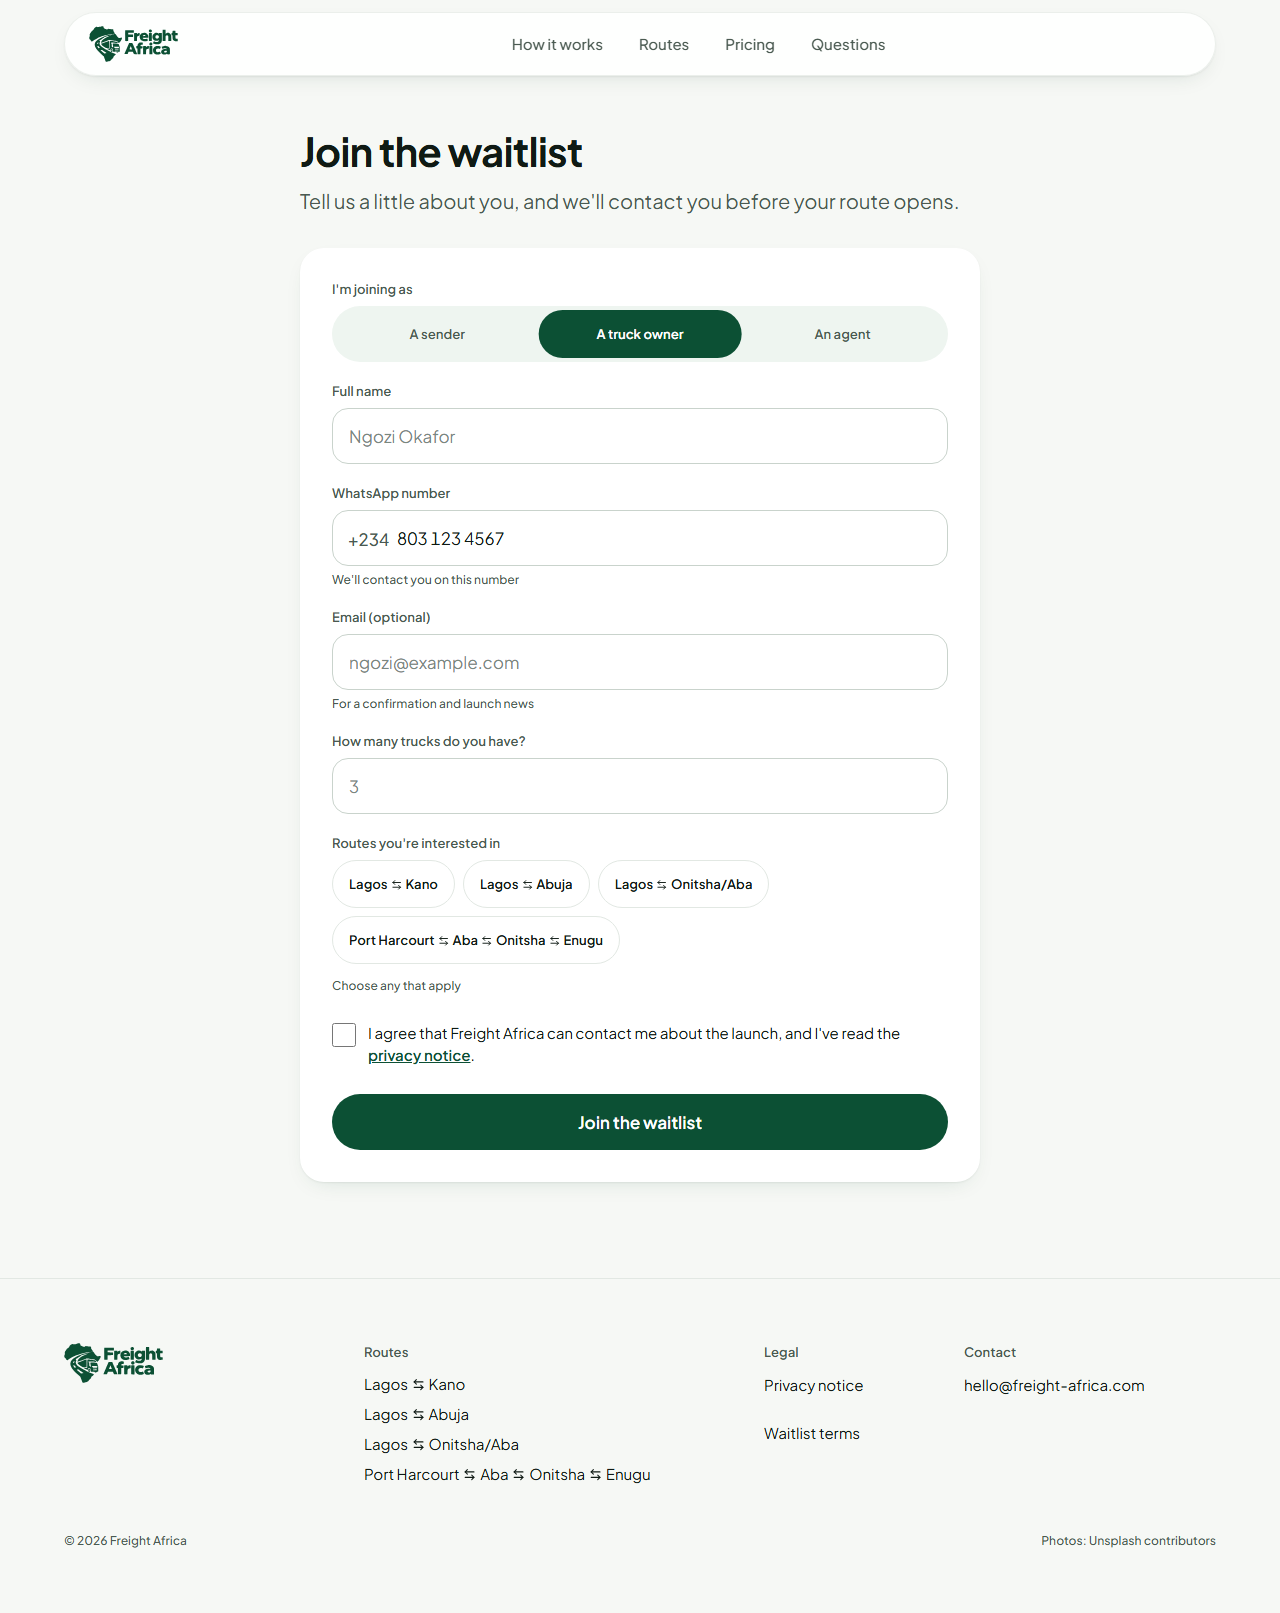 Freight
Africa
How it works
Routes
Pricing
Questions
Join the waitlist
Tell us a little about you, and we'll contact you before your route opens.
I'm joining as
A sender
A truck owner
An agent
Full name
Ngozi Okafor
WhatsApp number
+234 803 123 4567
We'll contact you on this number
Email (optional)
ngozi@example.com
For a confirmation and launch news
How many trucks do you have?
3
Routes you're interested in
Lagos ⇆ Kano
Lagos ⇆ Abuja
Lagos ⇆ Onitsha/Aba
Port Harcourt ⇆ Aba ⇆ Onitsha ⇆ Enugu
Choose any that apply
I agree that Freight Africa can contact me about the launch, and I've read the
privacy notice.
Join the waitlist
Freight
Africa
Routes
Lagos ⇆ Kano
Lagos ⇆ Abuja
Lagos ⇆ Onitsha/Aba
Port Harcourt ⇆ Aba ⇆ Onitsha ⇆ Enugu
Legal
Privacy notice
Waitlist terms
Contact
hello@freight-africa.com
© 2026 Freight Africa
Photos: Unsplash contributors